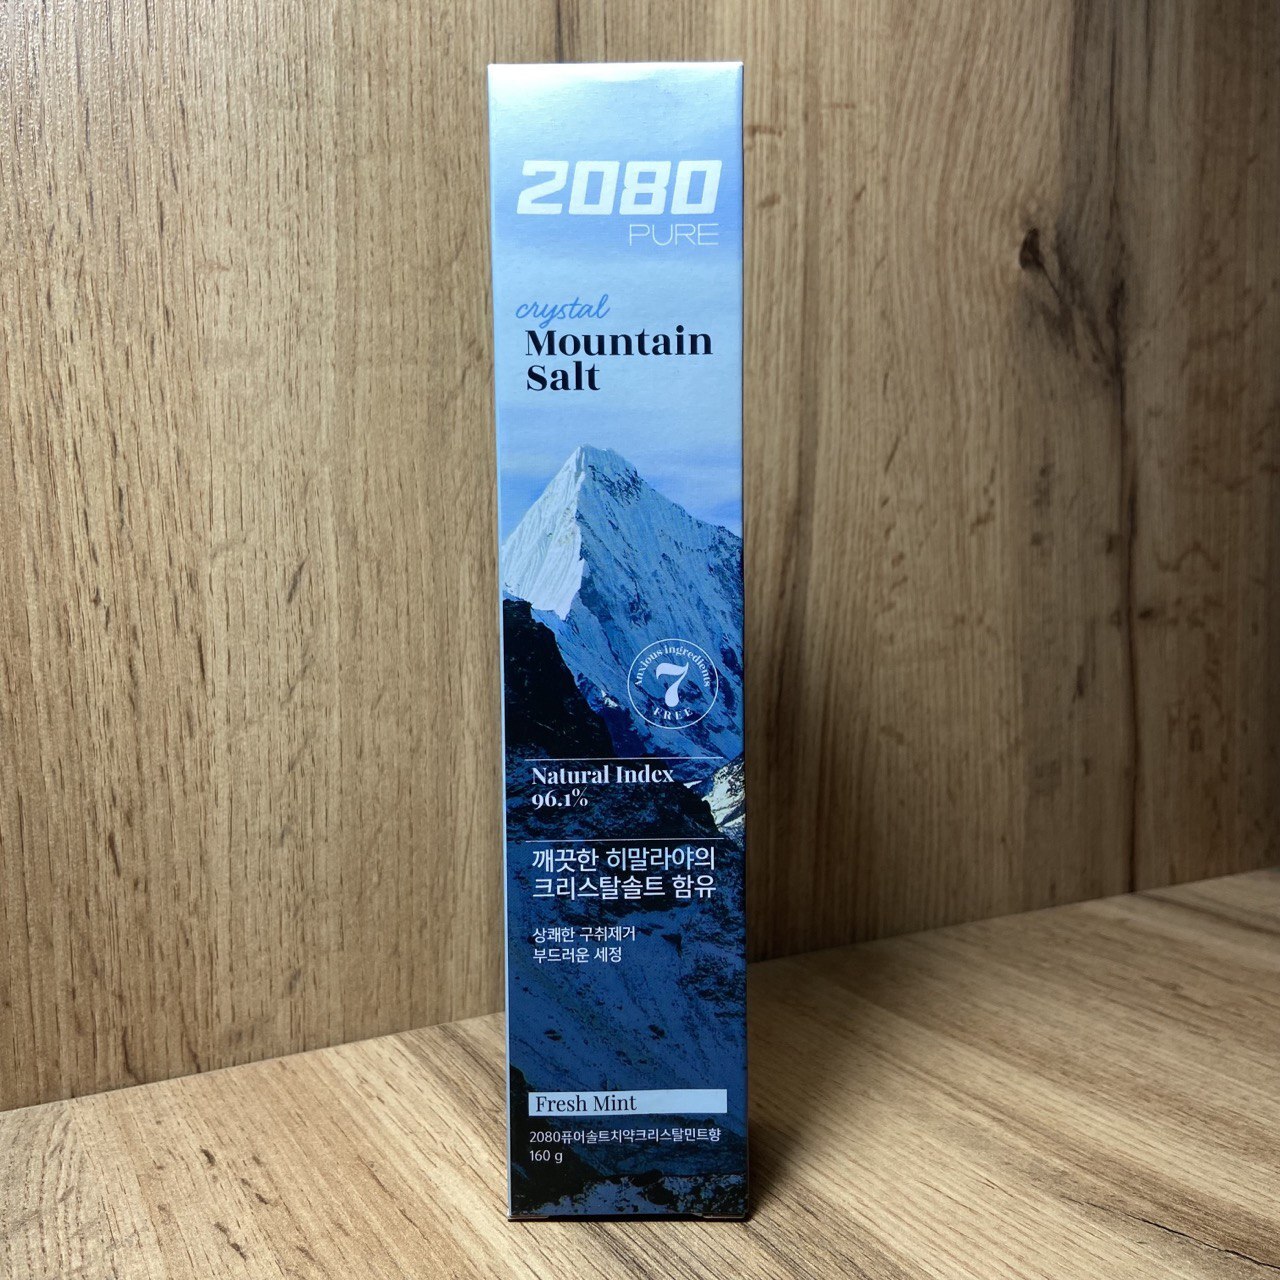 2080
PURE
crystal
Mountain
Salt
Anxious ingredients
7
FREE
Natural Index
96.1%
깨끗한 히말라야의
크리스탈솔트 함유
상쾌한 구취제거
부드러운 세정
Fresh Mint
2080퓨어솔트치약크리스탈민트향
160 g